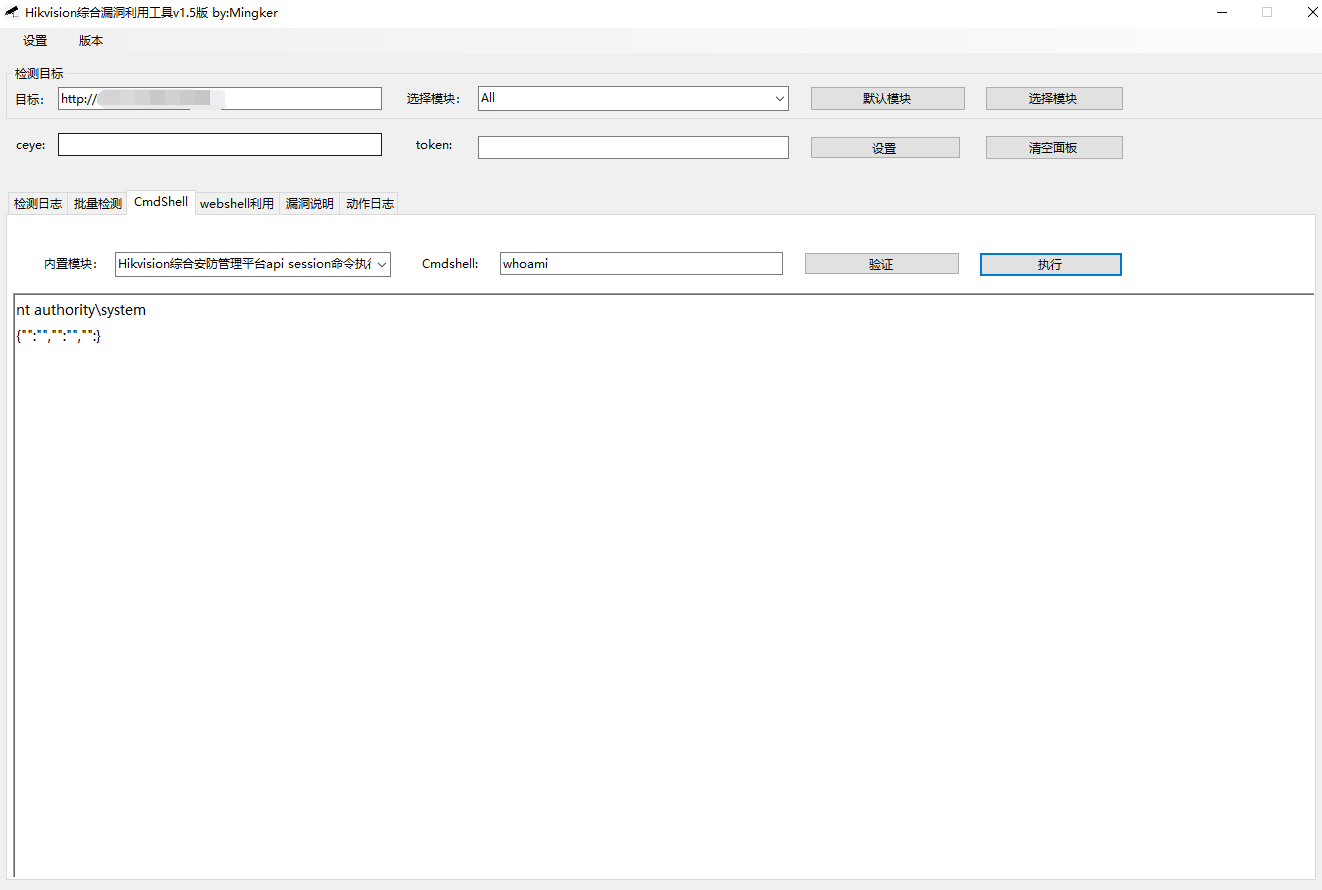 Hikvision综合漏洞利用工具v1.5版 by:Mingker
设置 版本
检测目标
目标: http:// 选择模块: All 默认模块 选择模块
ceye: token: 设置 清空面板
检测日志 批量检测 CmdShell webshell利用 漏洞说明 动作日志
内置模块: Hikvision综合安防管理平台api session命令执 Cmdshell: whoami 验证 执行
nt authority\system
{"":"","":"","":}